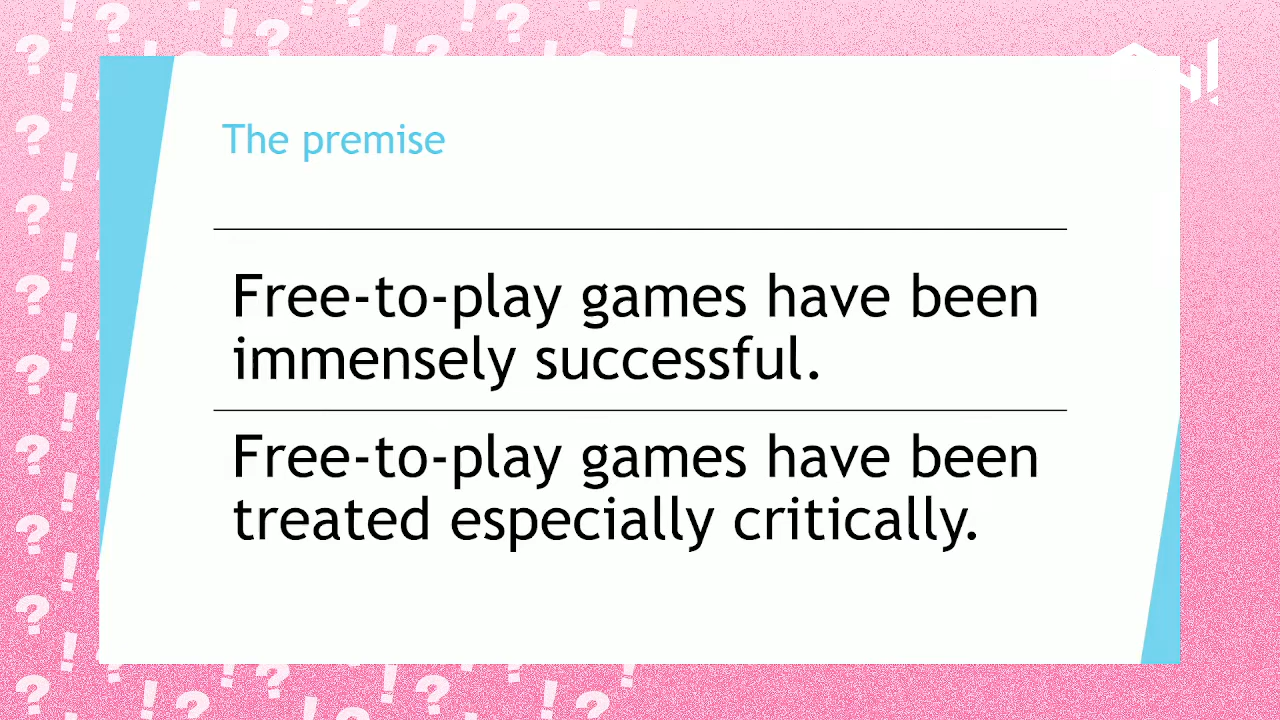 The premise
Free-to-play games have been
immensely successful.
Free-to-play games have been
treated especially critically.